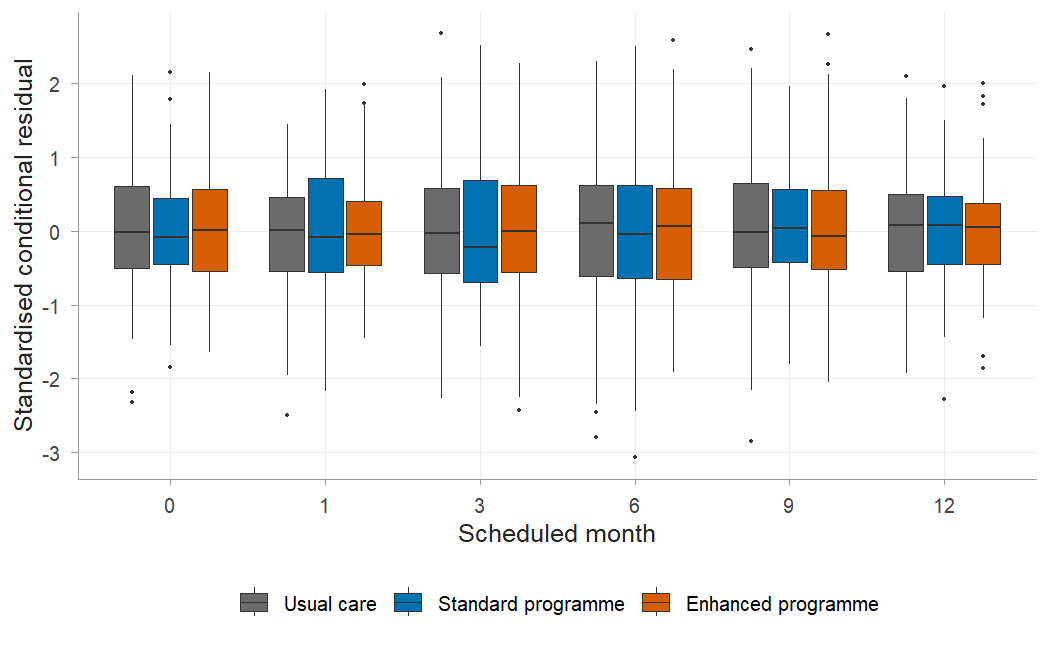 Standardised conditional residual
2
1
0
-1
-2
-3
0 1 3 6 9 12
Scheduled month
Usual care Standard programme Enhanced programme